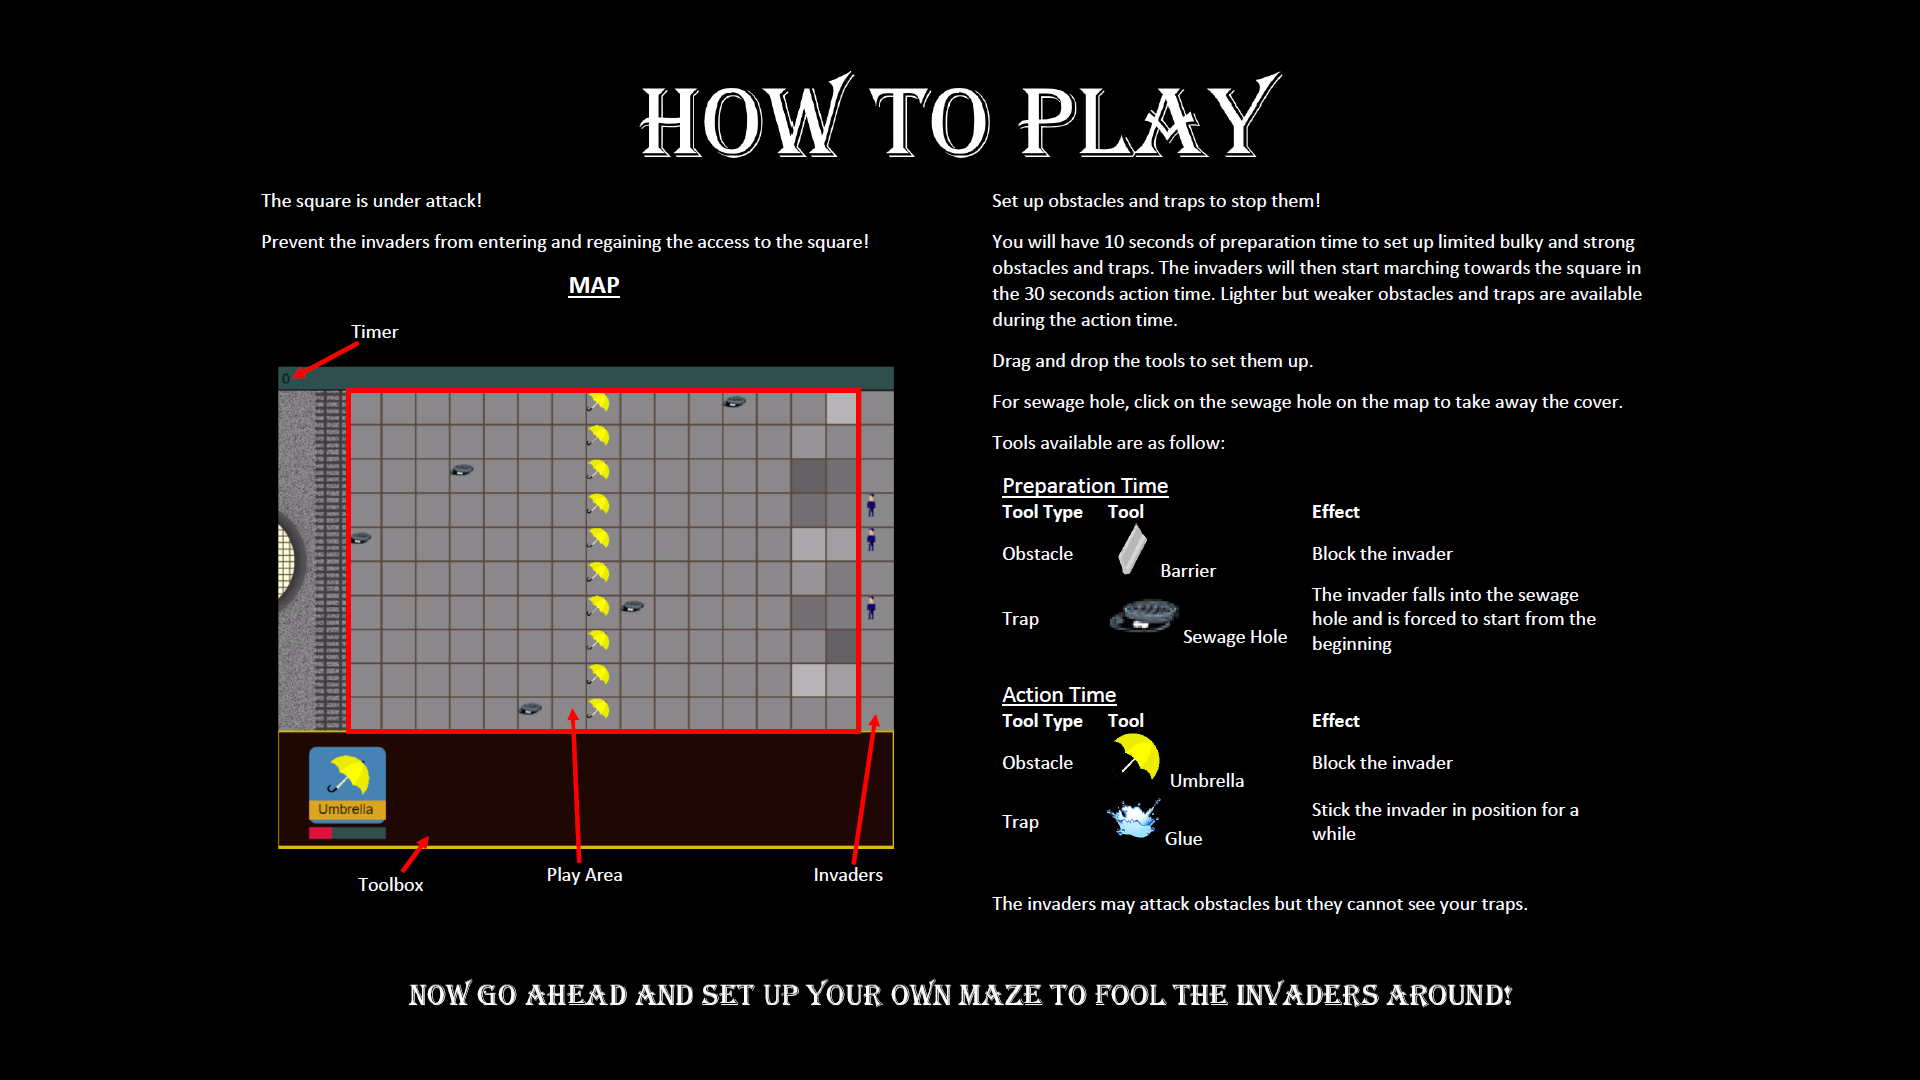 HOW TO PLAY
The square is under attack!
Prevent the invaders from entering and regaining the access to the square!
MAP
Timer
0
Umbrella
Toolbox
Play Area
Invaders
Set up obstacles and traps to stop them!
You will have 10 seconds of preparation time to set up limited bulky and strong
obstacles and traps. The invaders will then start marching towards the square in
the 30 seconds action time. Lighter but weaker obstacles and traps are available
during the action time.
Drag and drop the tools to set them up.
For sewage hole, click on the sewage hole on the map to take away the cover.
Tools available are as follow:
Preparation Time
Tool Type Tool Effect
Obstacle Barrier Block the invader
Trap Sewage Hole The invader falls into the sewage
hole and is forced to start from the
beginning
Action Time
Tool Type Tool Effect
Obstacle Umbrella Block the invader
Trap Glue Stick the invader in position for a
while
The invaders may attack obstacles but they cannot see your traps.
NOW GO AHEAD AND SET UP YOUR OWN MAZE TO FOOL THE INVADERS AROUND!